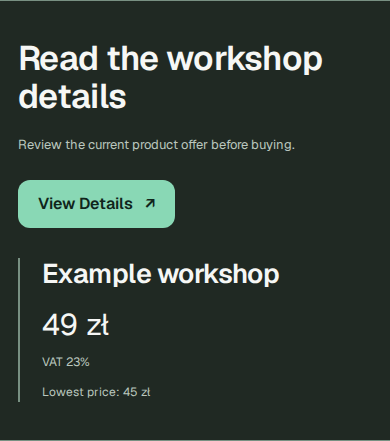 Read the workshop
details
Review the current product offer before buying.
View Details ↗
Example workshop
49 zł
VAT 23%
Lowest price: 45 zł